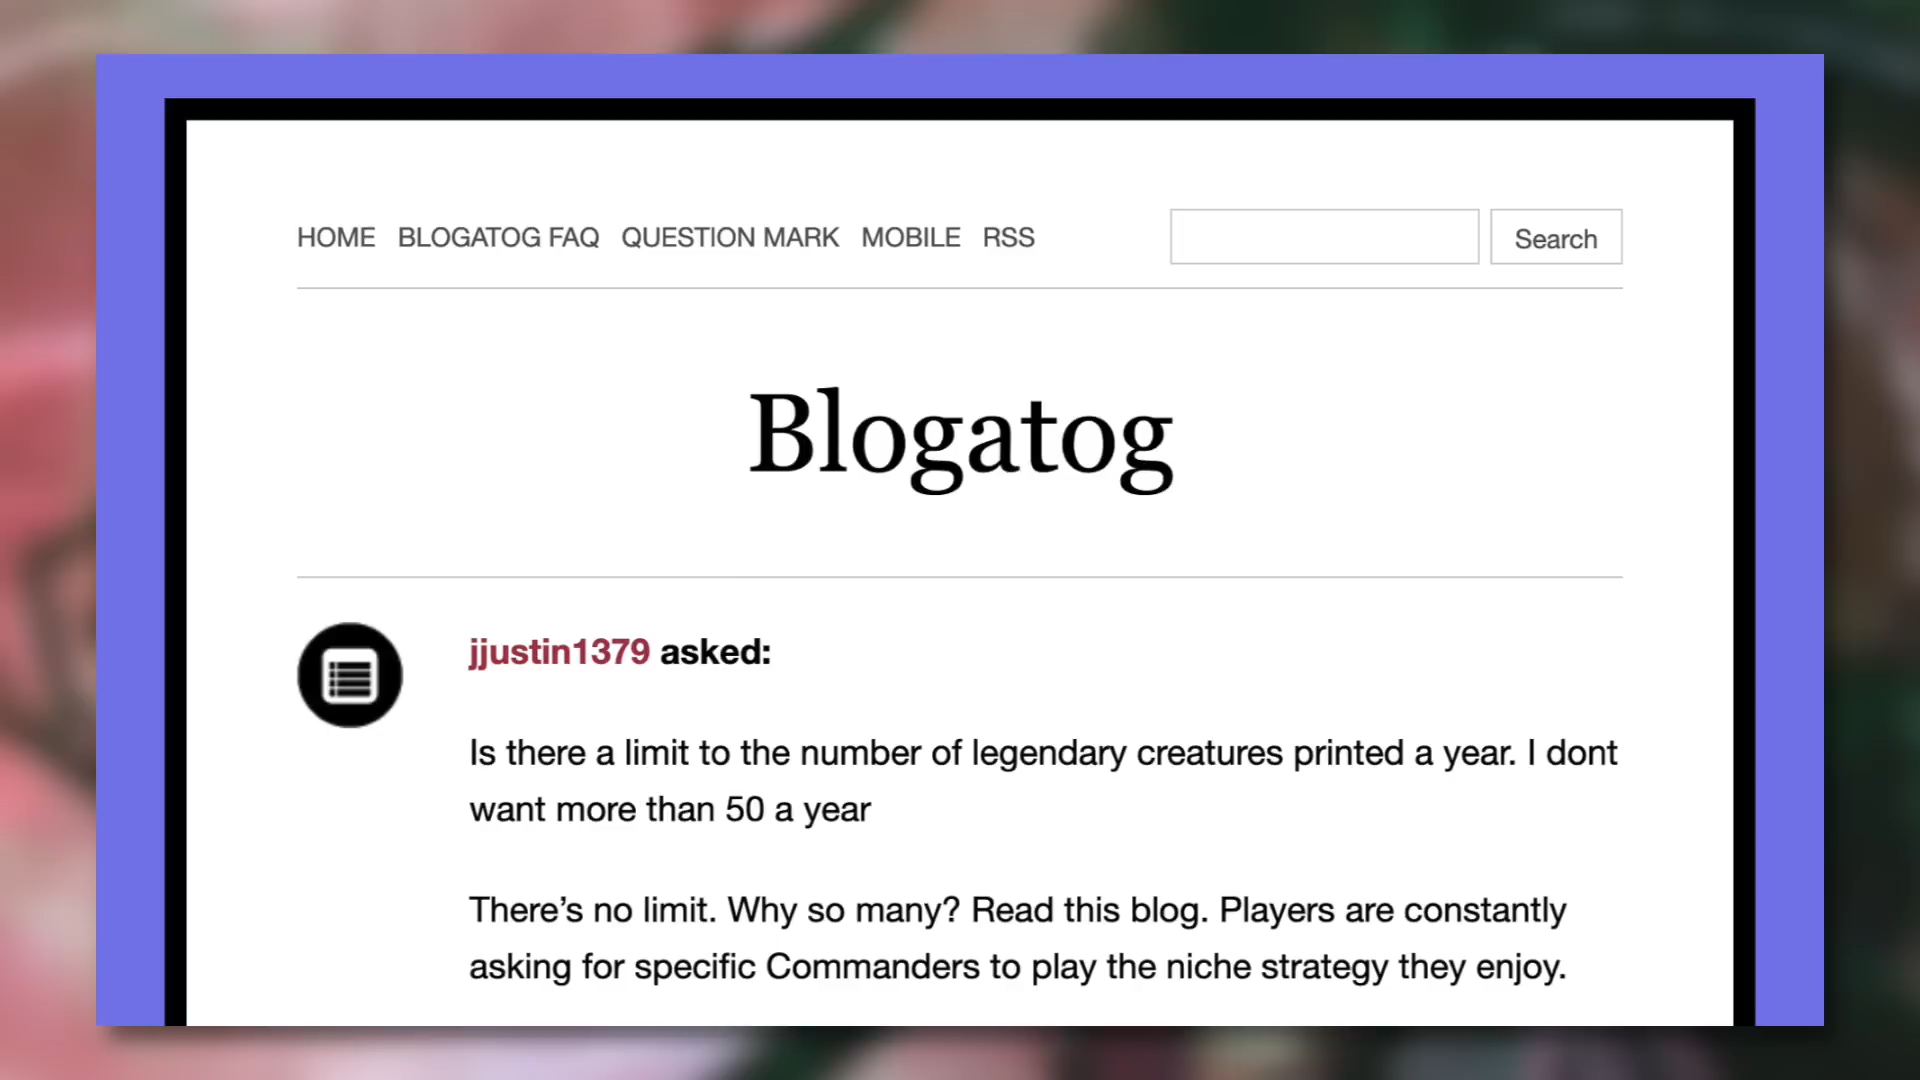 HOME BLOGATOG FAQ QUESTION MARK MOBILE RSS Search
Blogatog
jjustin1379 asked:
Is there a limit to the number of legendary creatures printed a year. I dont
want more than 50 a year
There’s no limit. Why so many? Read this blog. Players are constantly
asking for specific Commanders to play the niche strategy they enjoy.